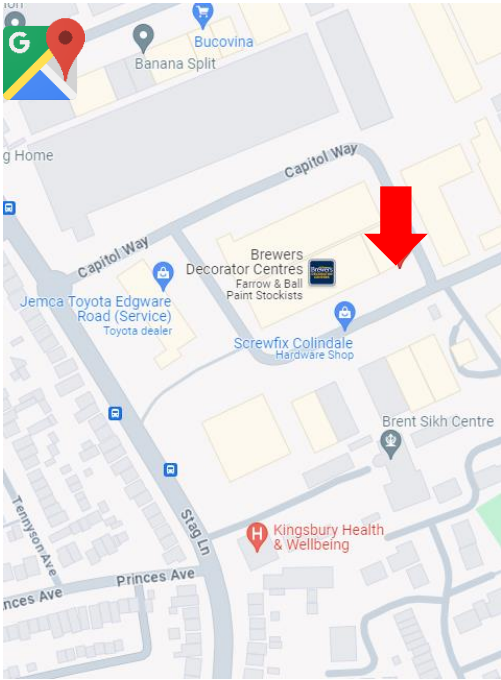 G
Bucovina
Banana Split
g Home
Capitol Way
Capitol Way
Brewers
Decorator Centres
Farrow & Ball
Paint Stockists
Brewers
Jemca Toyota Edgware
Road (Service)
Toyota dealer
Screwfix Colindale
Hardware Shop
Brent Sikh Centre
Stag Ln
H
Kingsbury Health
& Wellbeing
Tennyson Ave
Princes Ave
nces Ave